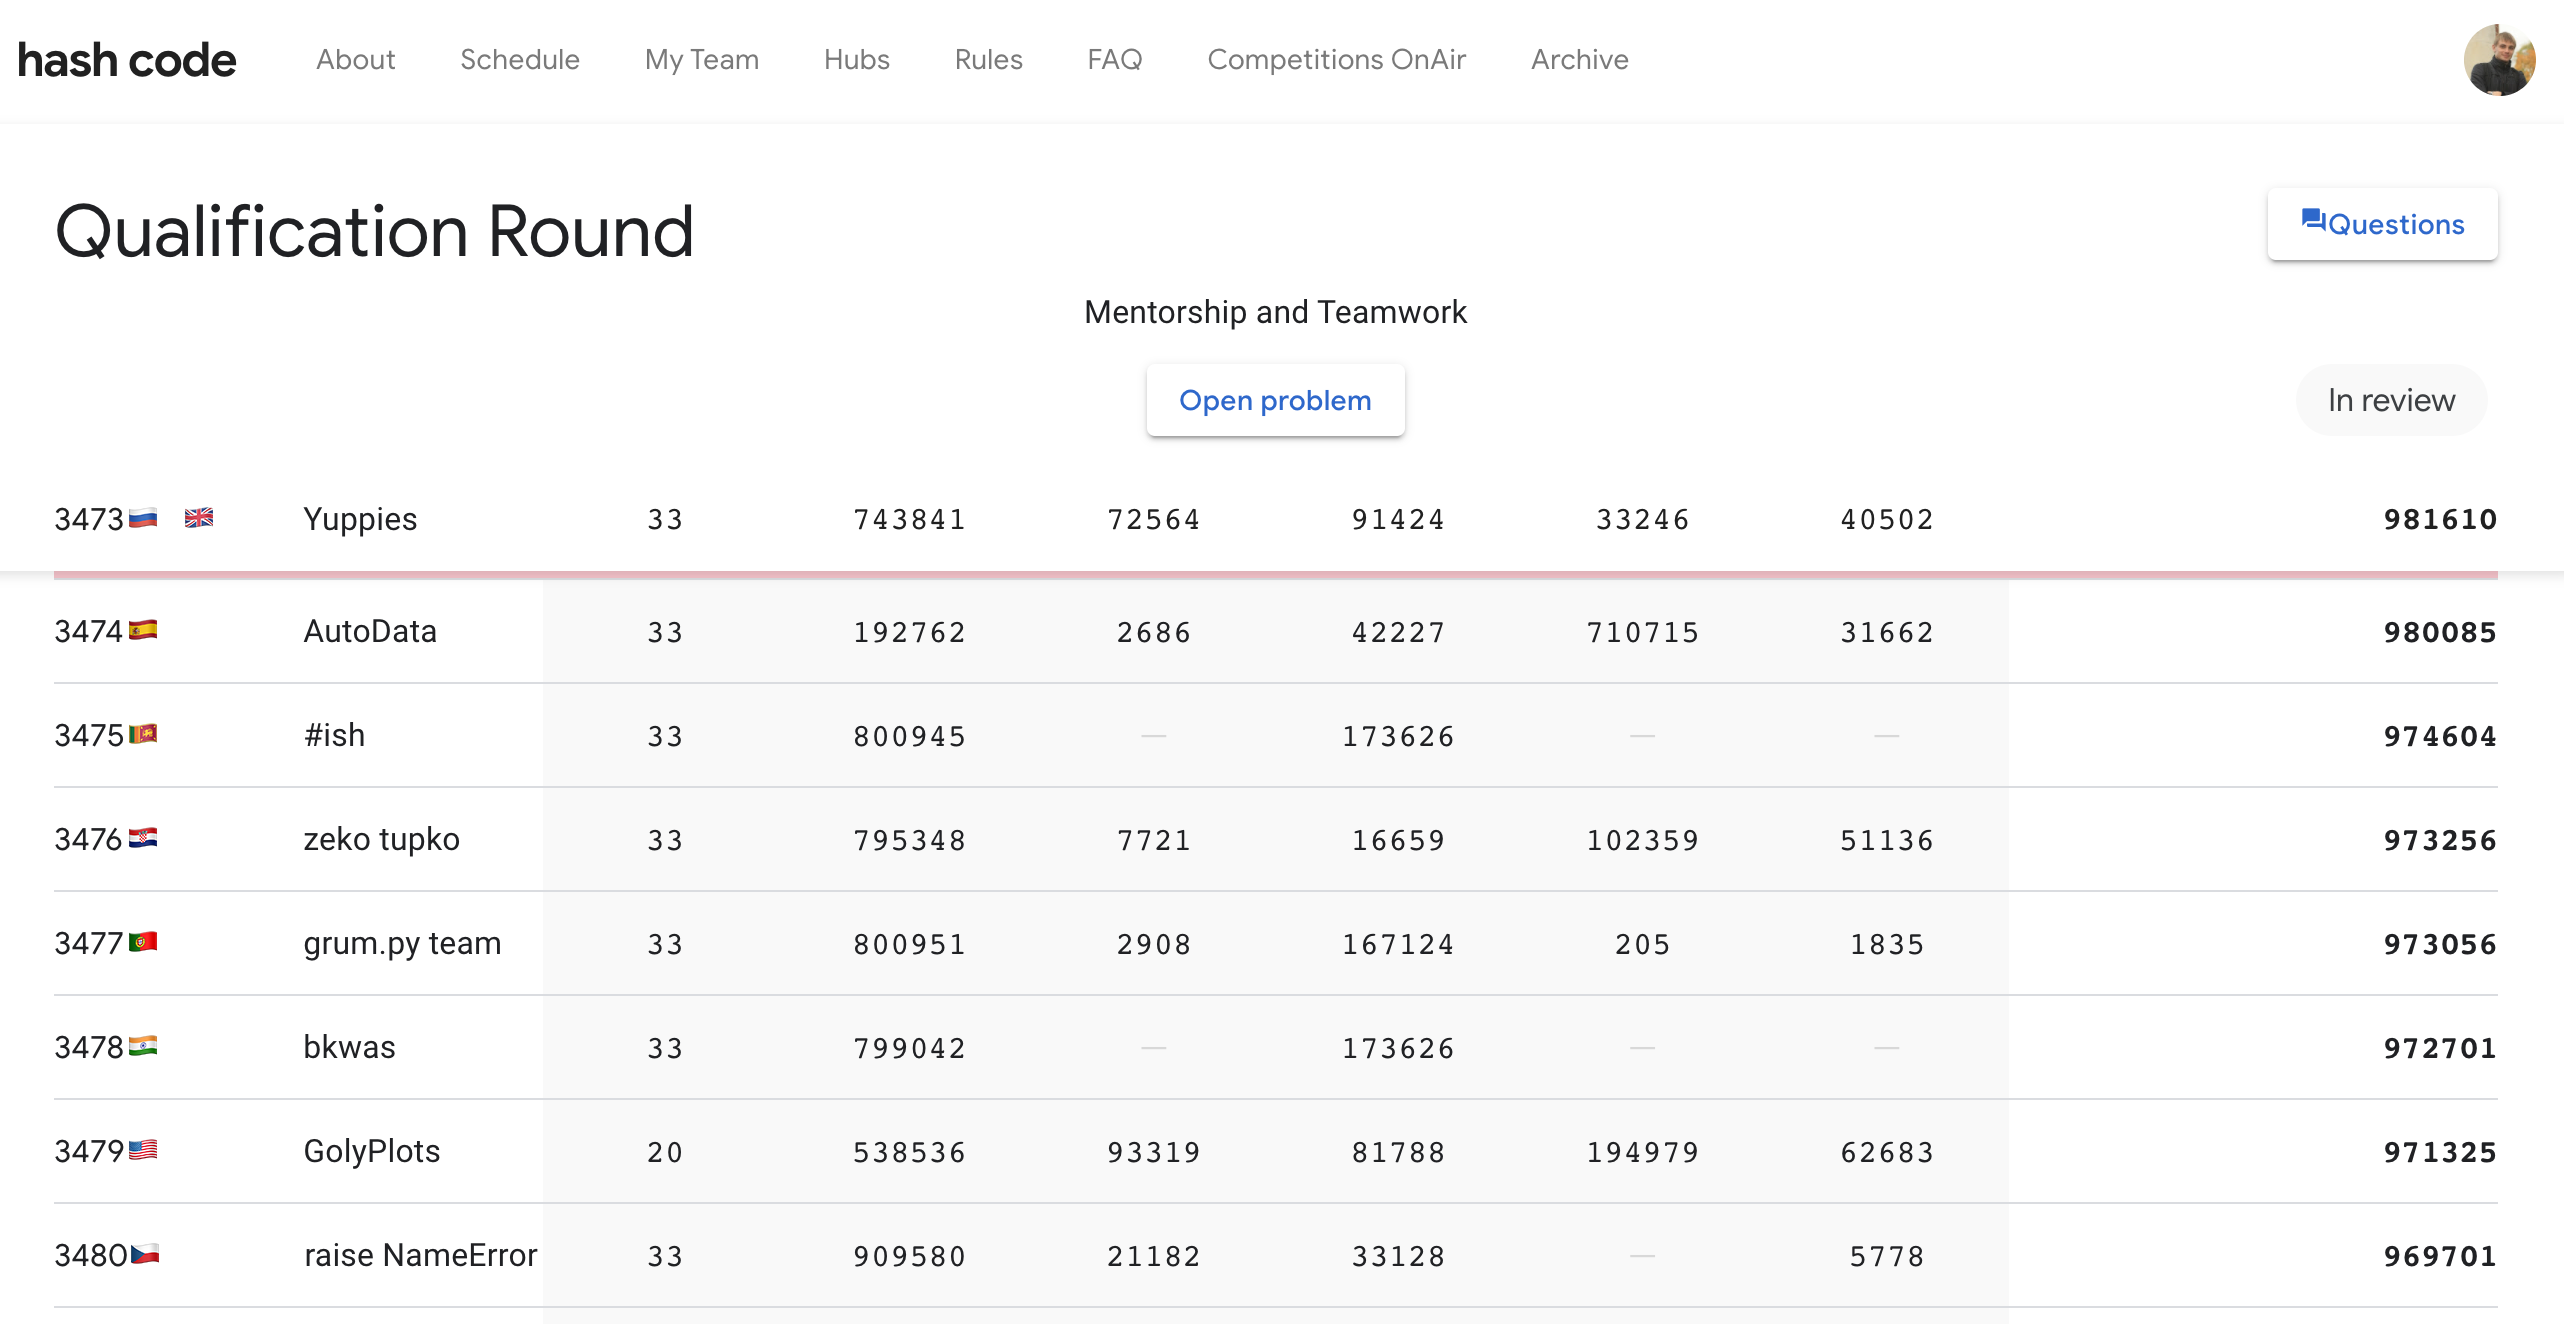 hash code About Schedule My Team Hubs Rules FAQ Competitions OnAir Archive
Qualification Round Questions
Mentorship and Teamwork
Open problem In review
3473 Yuppies 33 743841 72564 91424 33246 40502 981610
3474 AutoData 33 192762 2686 42227 710715 31662 980085
3475 #ish 33 800945 — 173626 — — 974604
3476 zeko tupko 33 795348 7721 16659 102359 51136 973256
3477 grum.py team 33 800951 2908 167124 205 1835 973056
3478 bkwas 33 799042 — 173626 — — 972701
3479 GolyPlots 20 538536 93319 81788 194979 62683 971325
3480 raise NameError 33 909580 21182 33128 — 5778 969701